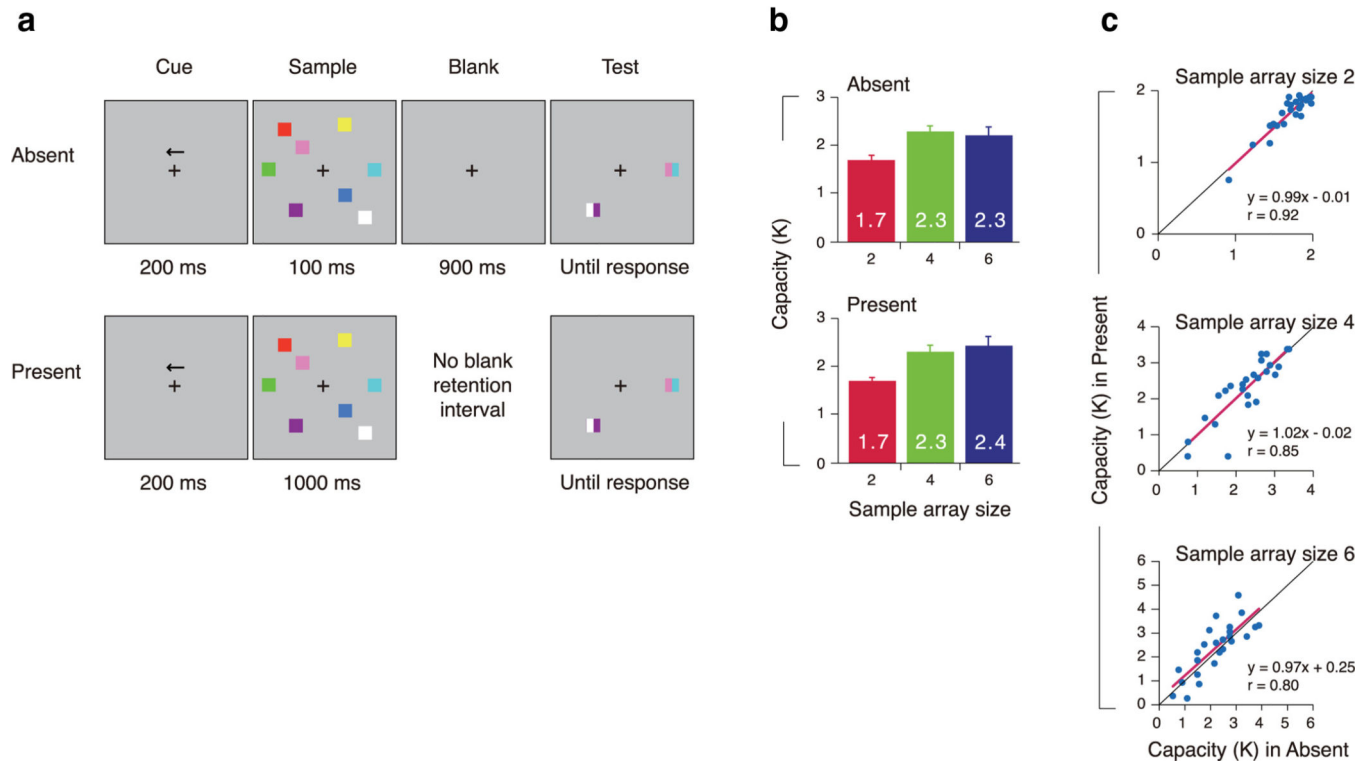 a
Cue
Sample
Blank
Test
Absent
200 ms
100 ms
900 ms
Until response
Present
No blank
retention
interval
200 ms
1000 ms
Until response
b
Absent
Capacity (K)
3
2
1
0
1.7
2.3
2.3
2
4
6
Present
3
2
1
0
1.7
2.3
2.4
2
4
6
Sample array size
c
Capacity (K) in Present
Sample array size 2
2
1
0
y = 0.99x - 0.01
r = 0.92
0
1
2
Sample array size 4
4
3
2
1
0
y = 1.02x - 0.02
r = 0.85
0
1
2
3
4
Sample array size 6
6
5
4
3
2
1
0
y = 0.97x + 0.25
r = 0.80
0
1
2
3
4
5
6
Capacity (K) in Absent